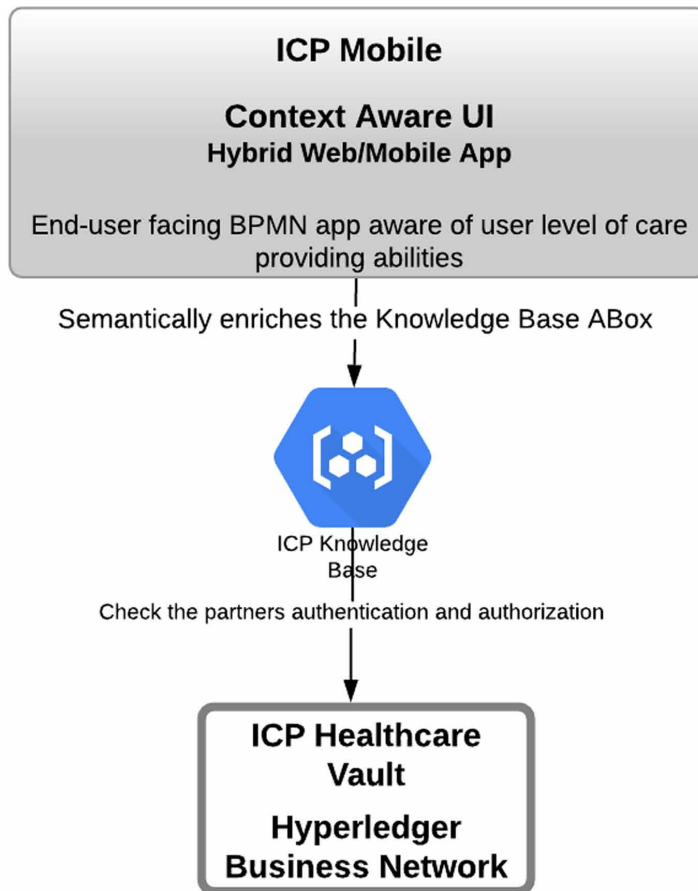 ICP Mobile
Context Aware UI
Hybrid Web/Mobile App
End-user facing BPMN app aware of user level of care
providing abilities
Semantically enriches the Knowledge Base ABox
ICP Knowledge
Base
Check the partners authentication and authorization
ICP Healthcare
Vault
Hyperledger
Business Network